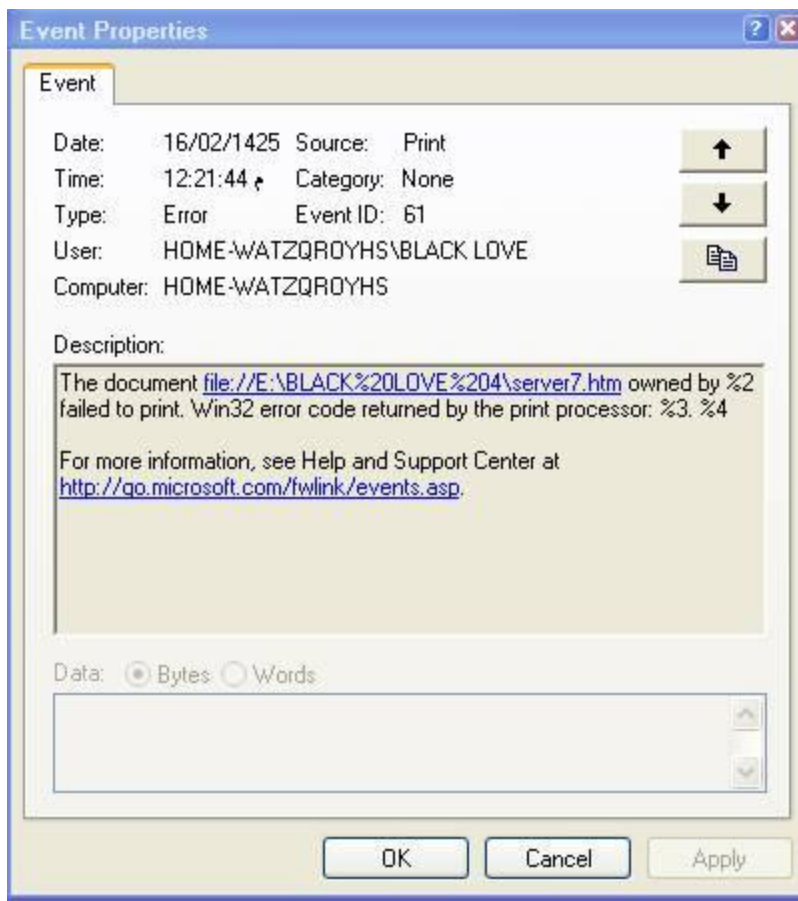 Event Properties
Event
Date: 16/02/1425 Source: Print
Time: 12:21:44 م Category: None
Type: Error Event ID: 61
User: HOME-WATZQROYHS\BLACK LOVE
Computer: HOME-WATZQROYHS
Description:
The document file://E:\BLACK%20LOVE%204\server7.htm owned by %2
failed to print. Win32 error code returned by the print processor: %3. %4
For more information, see Help and Support Center at
http://go.microsoft.com/fwlink/events.asp.
Data: Bytes Words
OK Cancel Apply